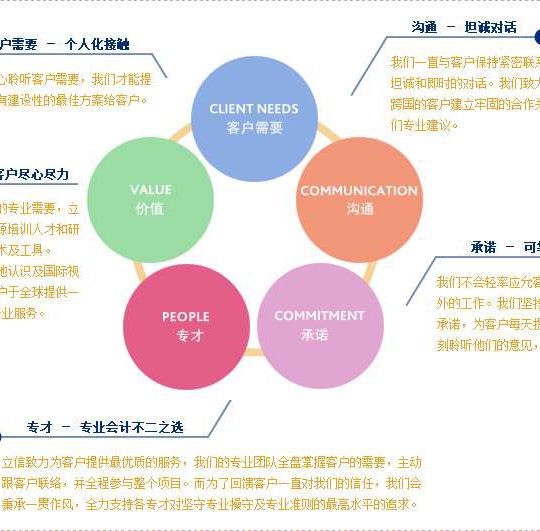 户需要 － 个人化接触
心聆听客户需要，我们才能提
有建设性的最佳方案给客户。
沟通 － 坦诚对话
我们一直与客户保持紧密联系
坦诚和即时的对话。我们致力
跨国的客户建立牢固的合作关
们专业建议。
CLIENT NEEDS
客户需要
VALUE
价值
COMMUNICATION
沟通
客户尽心尽力
的专业需要，立
源培训人才和研
术及工具。
地认识及国际视
户于全球提供一
专业服务。
承诺 － 可靠
我们不会轻率应允客
外的工作。我们坚持
承诺，为客户每天提
刻聆听他们的意见，
PEOPLE
专才
COMMITMENT
承诺
专才 － 专业会计不二之选
立信致力为客户提供最优质的服务，我们的专业团队全盘掌握客户的需要，主动
跟客户联络，并全程参与整个项目。而为了回馈客户一直对我们的信任，我们会
秉承一贯作风，全力支持各专才对坚守专业操守及专业准则的最高水平的追求。